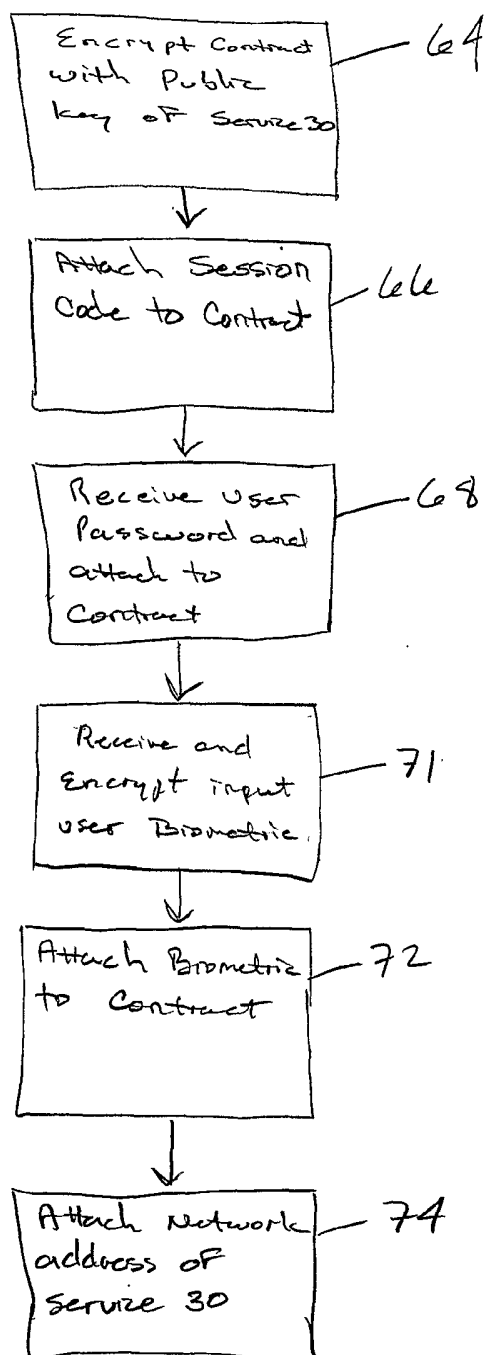 Encrypt Contract
with Public
key of Service 30
64
Attach Session
Code to Contract
66
Receive User
Password and
attach to
Contract
68
Receive and
Encrypt input
user Biometric.
71
Attach Biometric
to Contract
72
Attach Network
address of
Service 30
74